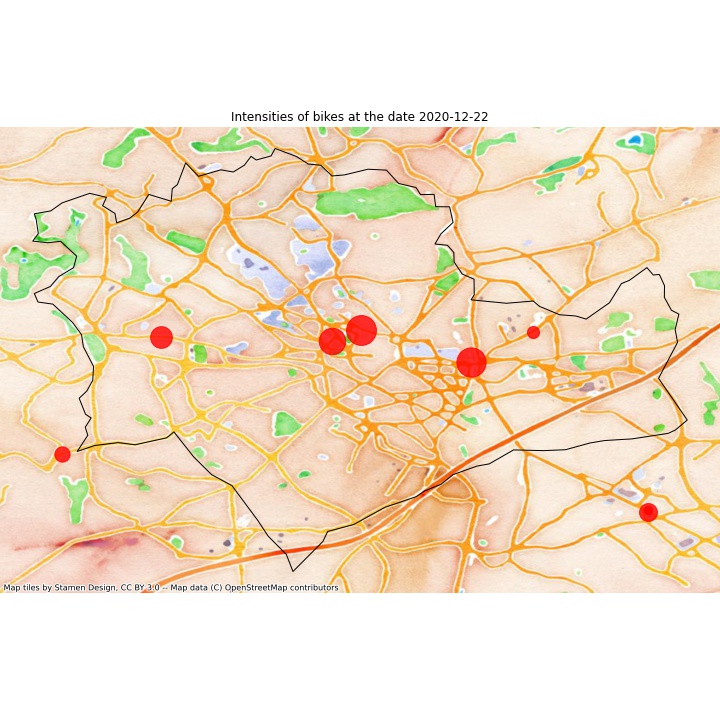 Intensities of bikes at the date 2020-12-22
Map tiles by Stamen Design, CC BY 3.0 -- Map data (C) OpenStreetMap contributors